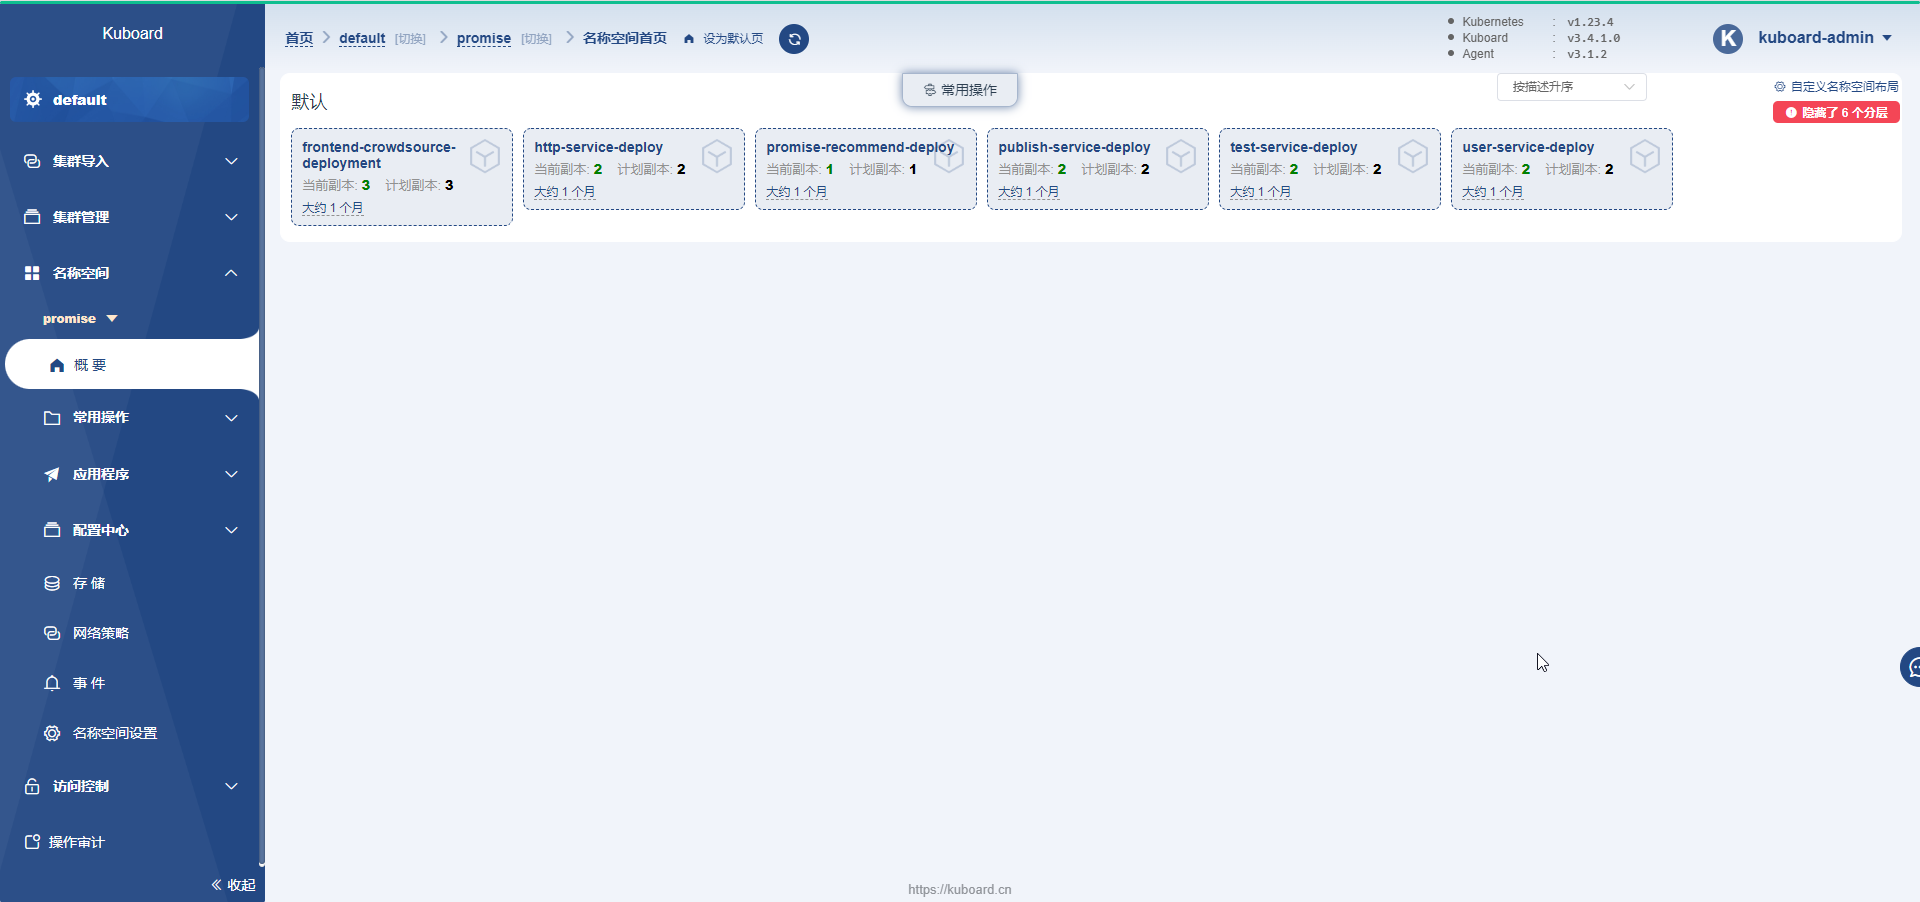 Kuboard
default
集群导入
集群管理
名称空间
promise
概 要
常用操作
应用程序
配置中心
存 储
网络策略
事 件
名称空间设置
访问控制
操作审计
收起
首页 default [切换] promise [切换] 名称空间首页 设为默认页
Kubernetes : v1.23.4
Kuboard : v3.4.1.0
Agent : v3.1.2
K kuboard-admin
默认
常用操作
按描述升序
自定义名称空间布局
隐藏了 6 个分层
frontend-crowdsource-
deployment
当前副本: 3 计划副本: 3
大约 1 个月
http-service-deploy
当前副本: 2 计划副本: 2
大约 1 个月
promise-recommend-deploy
当前副本: 1 计划副本: 1
大约 1 个月
publish-service-deploy
当前副本: 2 计划副本: 2
大约 1 个月
test-service-deploy
当前副本: 2 计划副本: 2
大约 1 个月
user-service-deploy
当前副本: 2 计划副本: 2
大约 1 个月
https://kuboard.cn